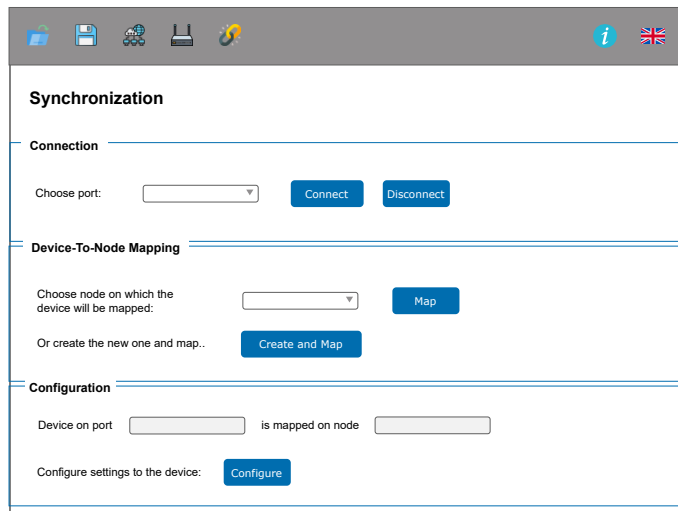 i
Synchronization
Connection
Choose port:
Connect
Disconnect
Device-To-Node Mapping
Choose node on which the
device will be mapped:
Map
Or create the new one and map..
Create and Map
Configuration
Device on port
is mapped on node
Configure settings to the device:
Configure